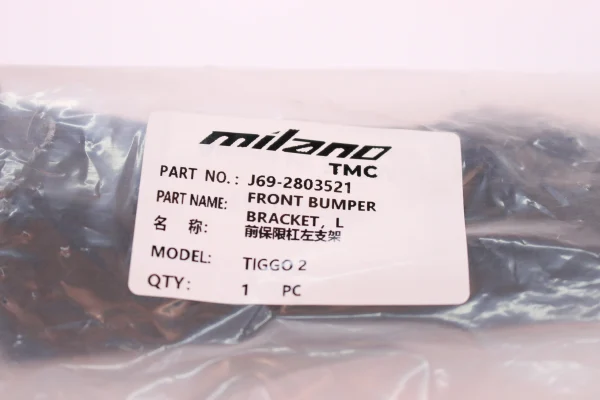 milano
TMC
PART NO.: J69-2803521
PART NAME: FRONT BUMPER
BRACKET, L
名 称: 前保限杠左支架
MODEL: TIGGO 2
QTY: 1 PC